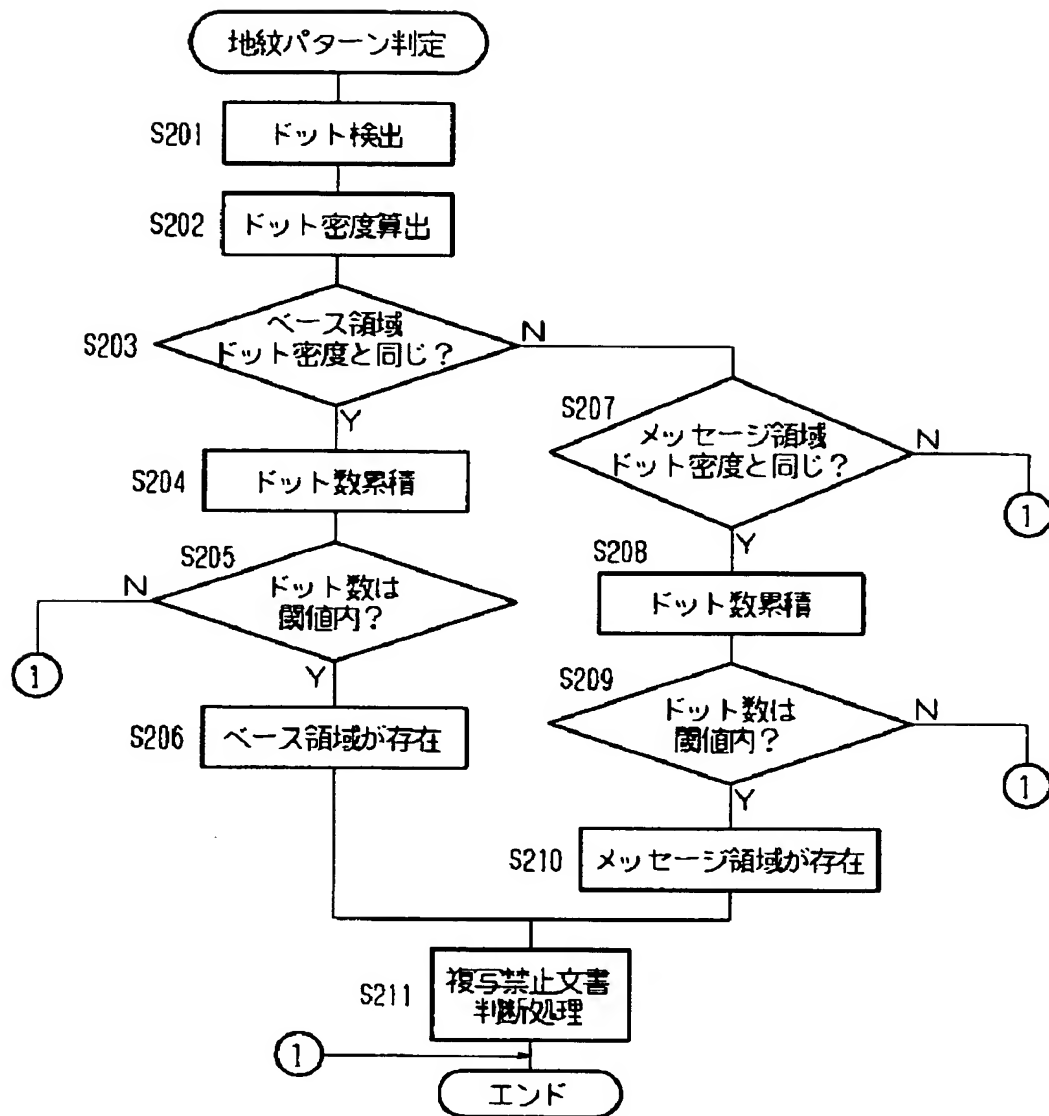 地紋パターン判定
S201
ドット検出
S202
ドット密度算出
S203
ベース領域
ドット密度と同じ？
N
Y
S204
ドット数累積
S205
ドット数は
閾値内？
N
①
Y
S206
ベース領域が存在
S207
メッセージ領域
ドット密度と同じ？
N
①
Y
S208
ドット数累積
S209
ドット数は
閾値内？
N
①
Y
S210
メッセージ領域が存在
S211
複写禁止文書
判断処理
①
エンド